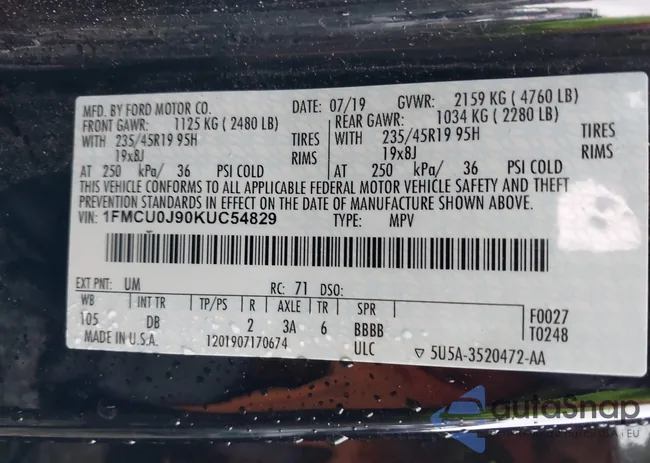 MFD. BY FORD MOTOR CO. DATE: 07/19 GVWR: 2159 KG ( 4760 LB)
FRONT GAWR: 1125 KG ( 2480 LB) REAR GAWR: 1034 KG ( 2280 LB)
WITH 235/45R19 95H TIRES WITH 235/45R19 95H TIRES
19x8J RIMS 19x8J RIMS
AT 250 kPa/ 36 PSI COLD AT 250 kPa/ 36 PSI COLD
THIS VEHICLE CONFORMS TO ALL APPLICABLE FEDERAL MOTOR VEHICLE SAFETY AND THEFT
PREVENTION STANDARDS IN EFFECT ON THE DATE OF MANUFACTURE SHOWN ABOVE.
VIN: 1FMCU0J90KUC54829 TYPE: MPV
EXT PNT: UM RC: 71 DSO:
WB INT TR TP/PS R AXLE TR SPR F0027
105 DB 2 3A 6 BBBB T0248
MADE IN U.S.A. 1201907170674 ULC 5U5A-3520472-AA
autoSnap